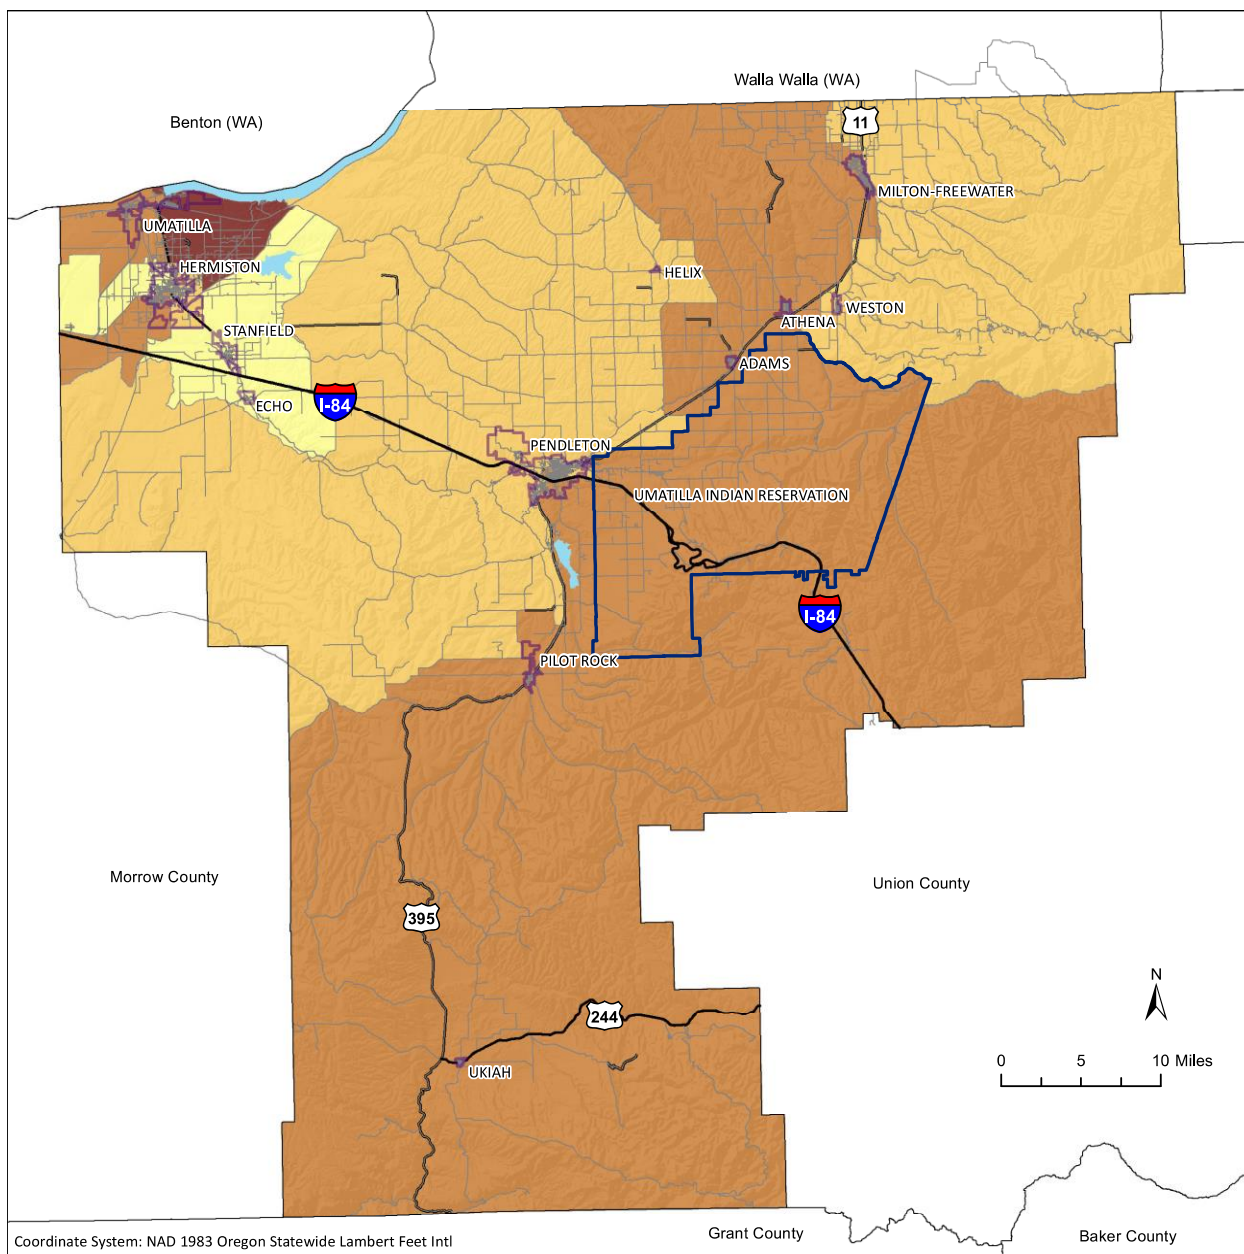 Walla Walla (WA)
Benton (WA)
11
MILTON-FREEWATER
UMATILLA
HERMISTON
HELIX
WESTON
STANFIELD
ATHENA
ADAMS
I-84
ECHO
PENDLETON
UMATILLA INDIAN RESERVATION
I-84
PILOT ROCK
Morrow County
Union County
395
N
244
0 5 10 Miles
UKIAH
Grant County
Baker County
Coordinate System: NAD 1983 Oregon Statewide Lambert Feet Intl